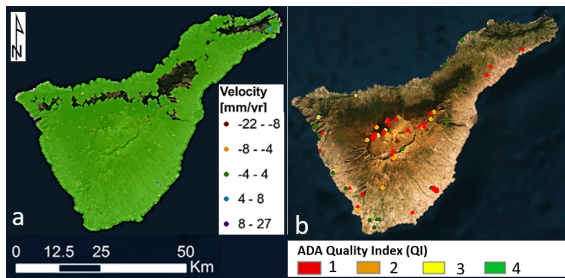 N
Velocity
[mm/yr]
-22 - -8
-8 - -4
-4 - 4
4 - 8
8 - 27
a
0 12.5 25 50
Km
b
ADA Quality Index (QI)
1 2 3 4